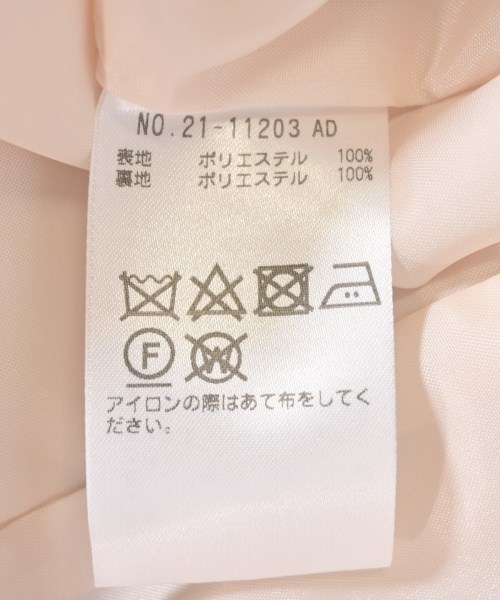 NO.21-11203 AD
表地 ポリエステル 100%
裏地 ポリエステル 100%
F W
アイロンの際はあて布をしてく
ださい。